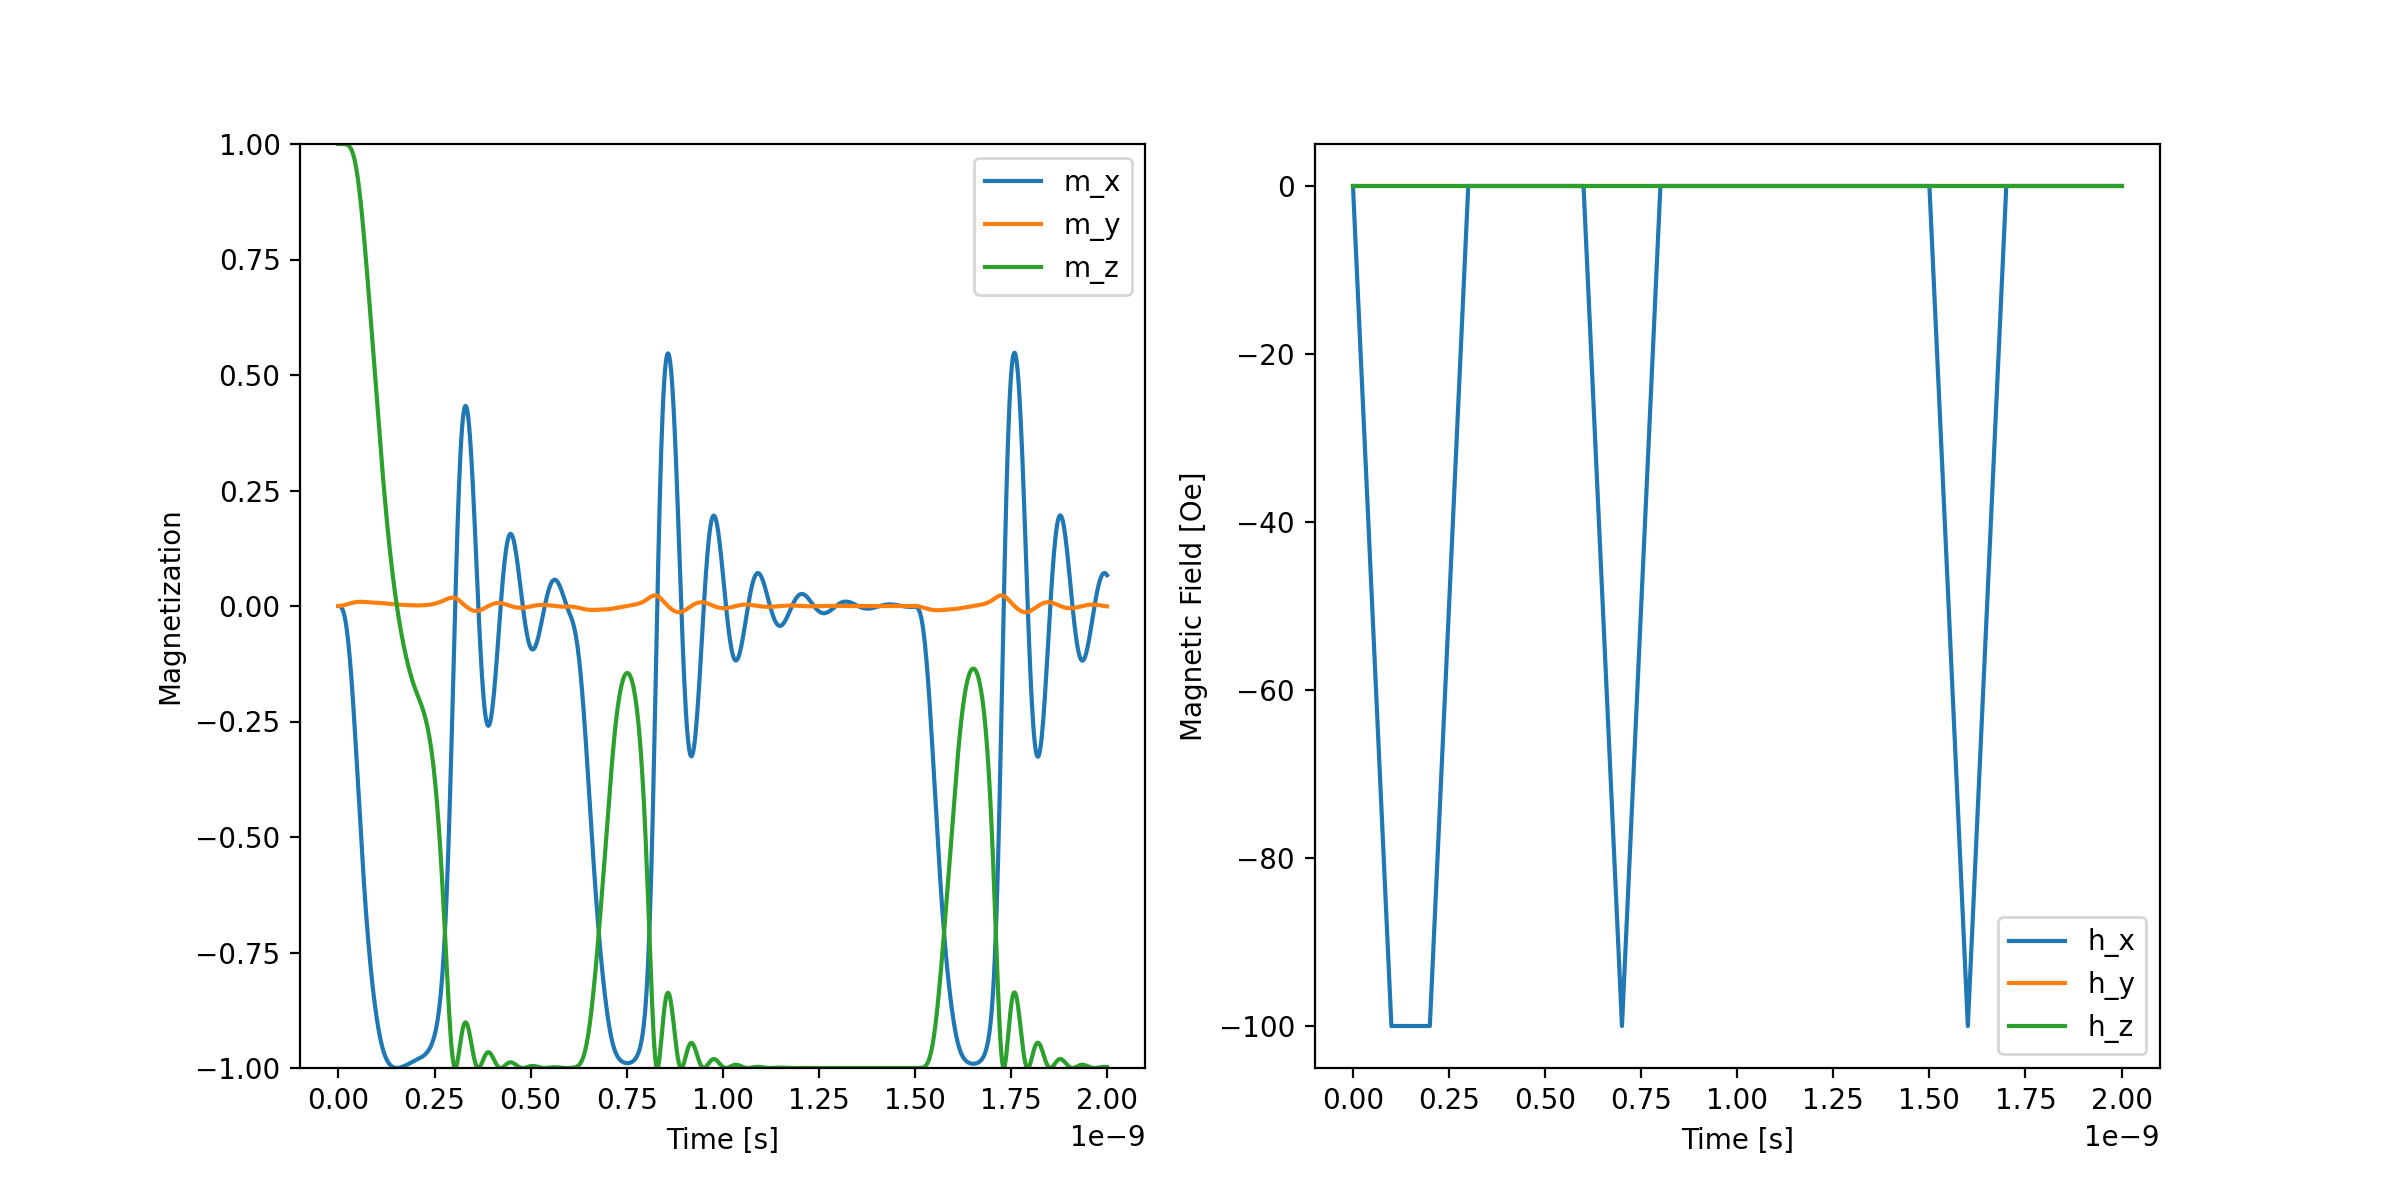 Magnetization
1.00
0.75
0.50
0.25
0.00
−0.25
−0.50
−0.75
−1.00
m_x
m_y
m_z
0.00 0.25 0.50 0.75 1.00 1.25 1.50 1.75 2.00
Time [s]
1e−9
Magnetic Field [Oe]
0
−20
−40
−60
−80
−100
h_x
h_y
h_z
0.00 0.25 0.50 0.75 1.00 1.25 1.50 1.75 2.00
Time [s]
1e−9